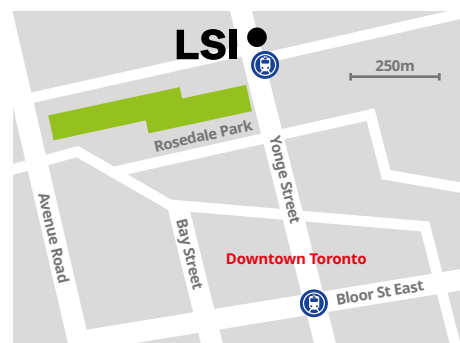 LSI
250m
Rosedale Park
Yonge Street
Avenue Road
Bay Street
Downtown Toronto
Bloor St East